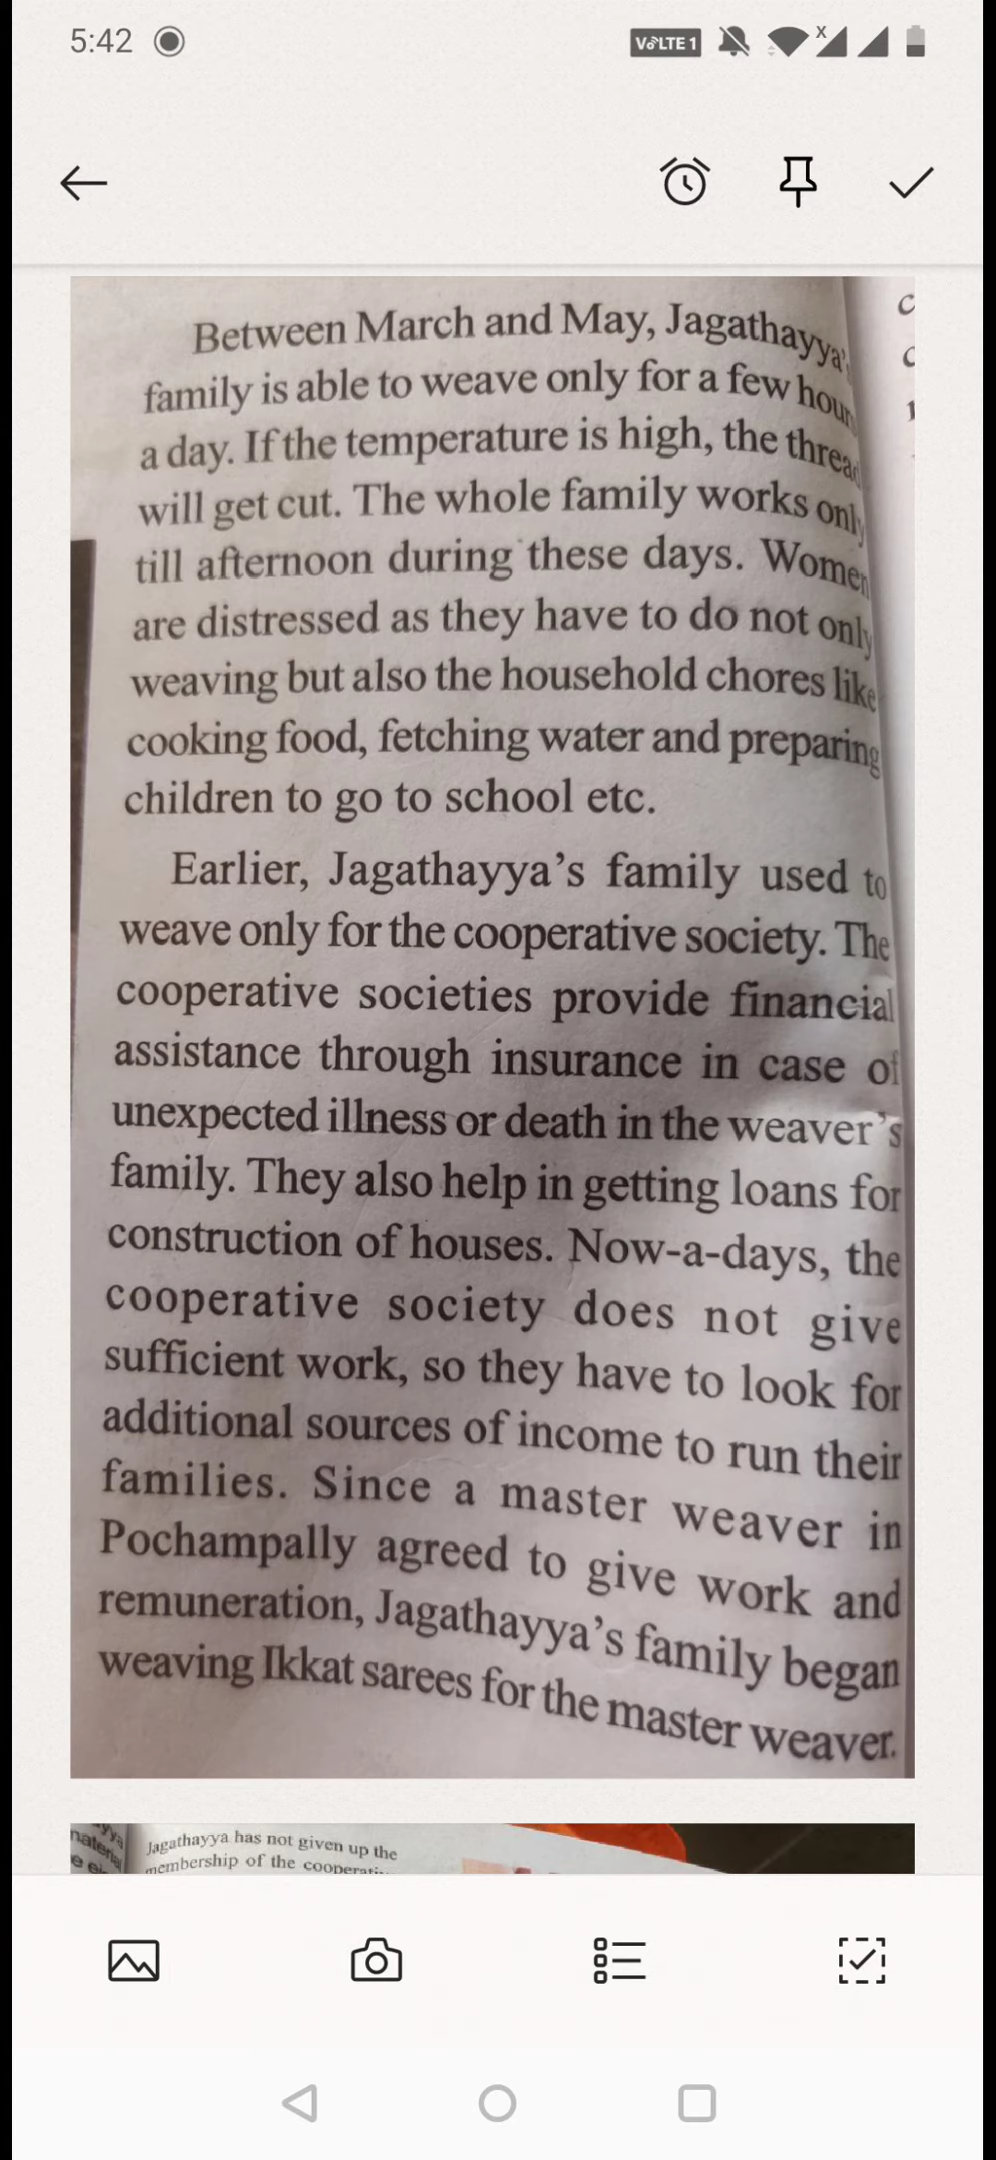 5:42
VoLTE 1
x
Between March and May, Jagathayya's
family is able to weave only for a few hour
a day. If the temperature is high, the thread
will get cut. The whole family works only
till afternoon during these days. Women
are distressed as they have to do not only
weaving but also the household chores like
cooking food, fetching water and preparing
children to go to school etc.
Earlier, Jagathayya's family used to
weave only for the cooperative society. The
cooperative societies provide financial
assistance through insurance in case of
unexpected illness or death in the weaver's
family. They also help in getting loans for
construction of houses. Now-a-days, the
cooperative society does not give
sufficient work, so they have to look for
additional sources of income to run their
families. Since a master weaver in
Pochampally agreed to give work and
remuneration, Jagathayya's family began
weaving Ikkat sarees for the master weaver.
Jagathayya has not given up the
membership of the